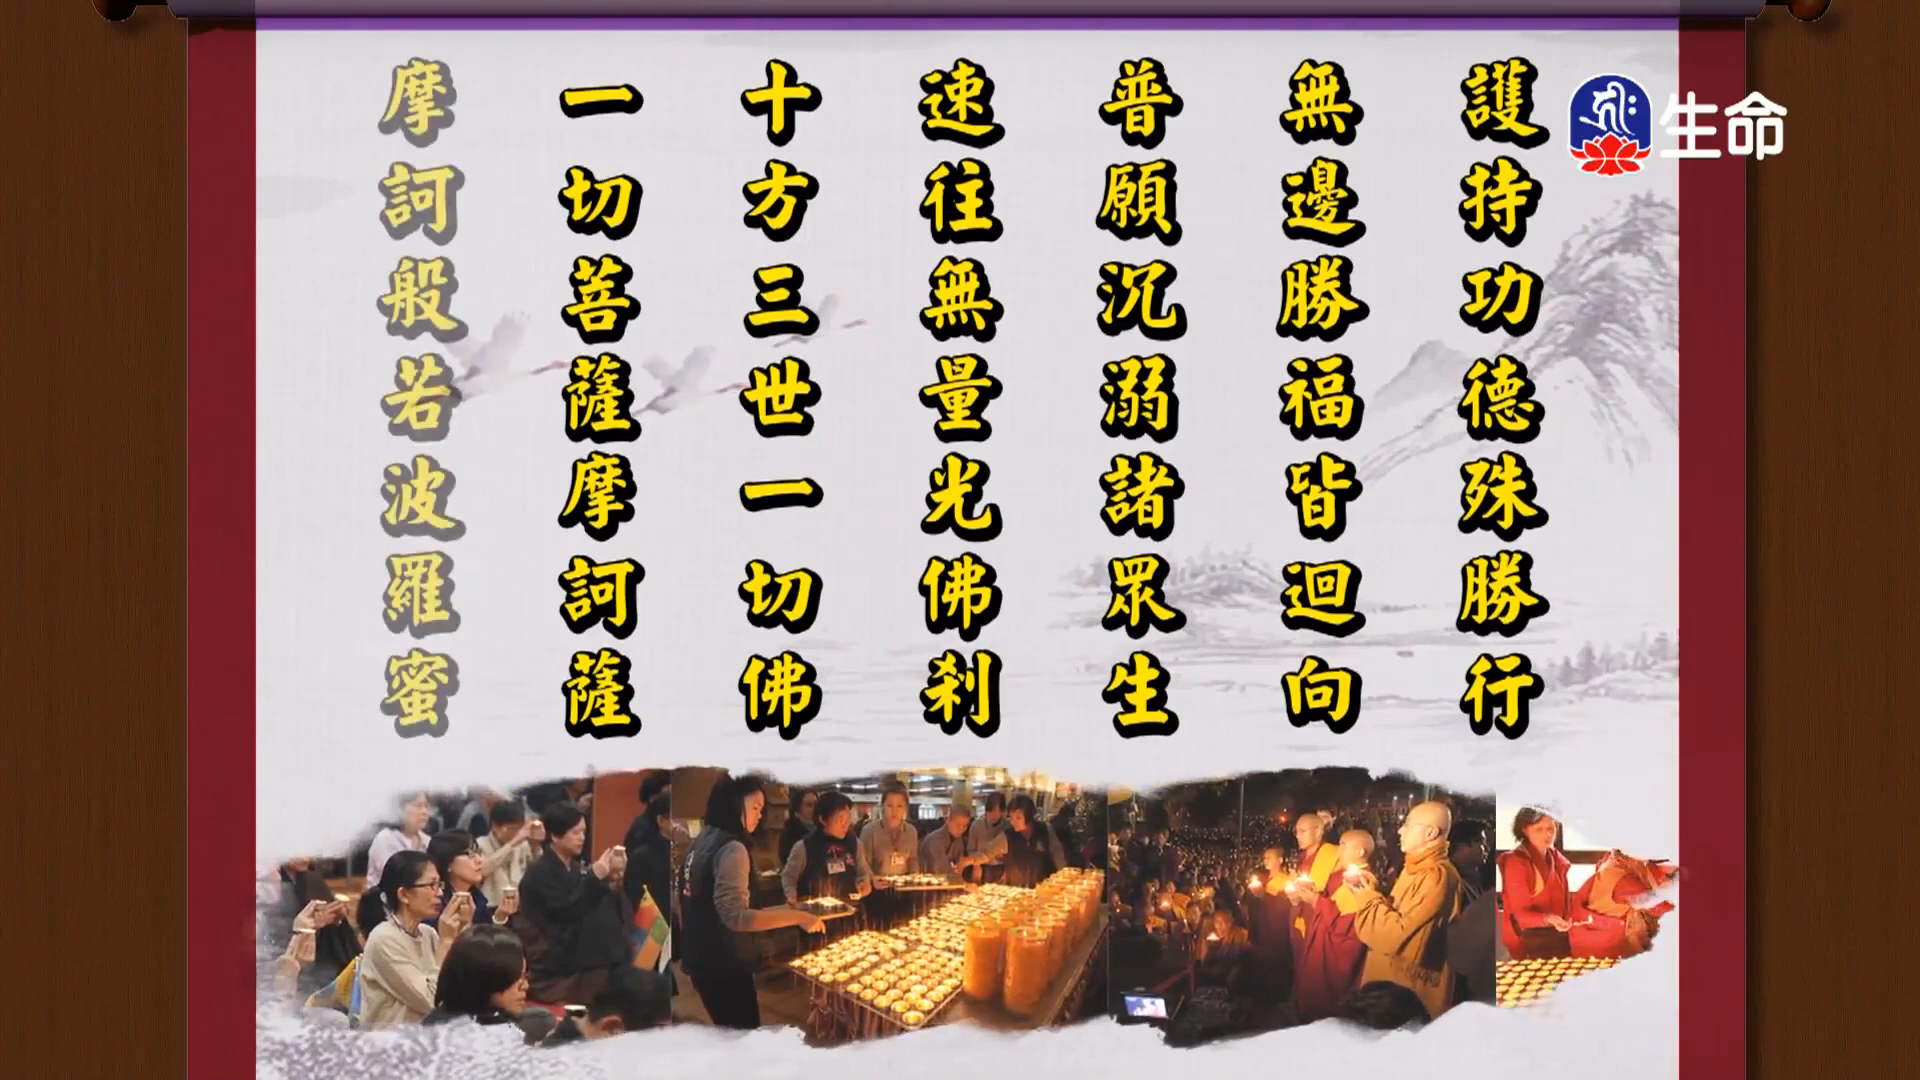 護持功德殊勝行
無邊勝福皆迴向
普願沉溺諸眾生
速往無量光佛剎
十方三世一切佛
一切菩薩摩訶薩
摩訶般若波羅蜜
生命